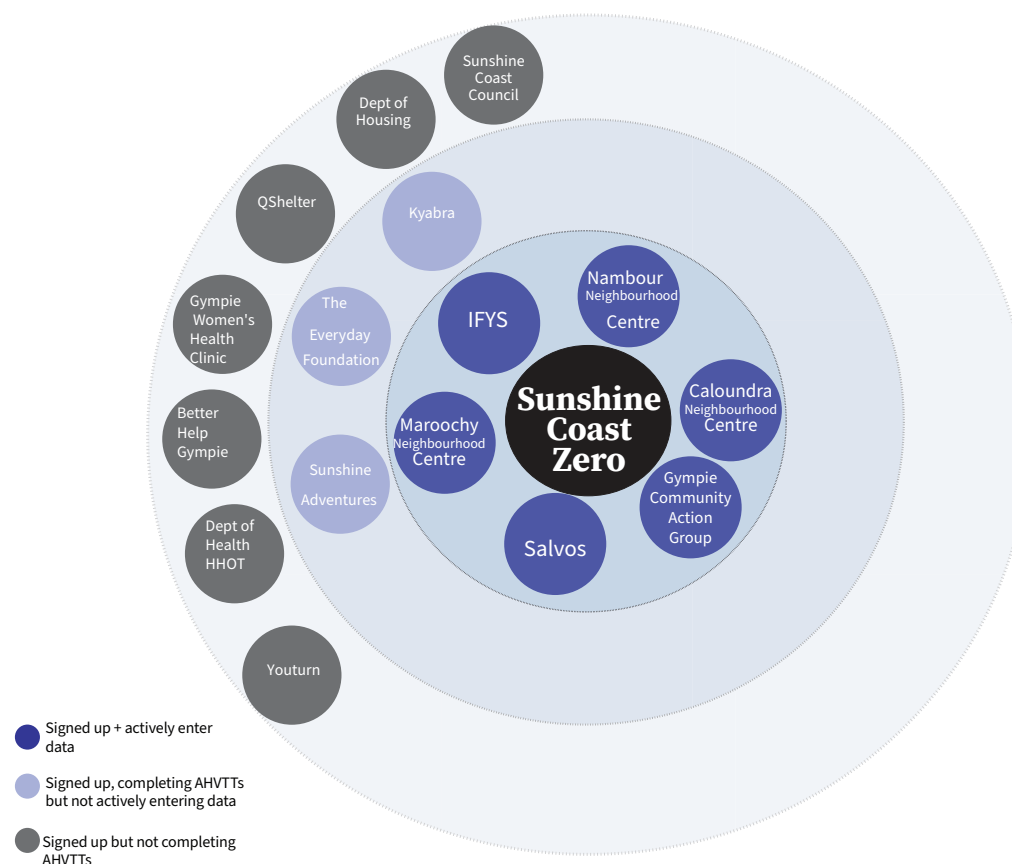 Sunshine
Coast
Council
Dept of
Housing
QShelter
Kyabra
Gympie
Women's
Health
Clinic
The
Everyday
Foundation
IFYS
Nambour
Neighbourhood
Centre
Sunshine
Coast
Zero
Caloundra
Neighbourhood
Centre
Maroochy
Neighbourhood
Centre
Better
Help
Gympie
Sunshine
Adventures
Gympie
Community
Action
Group
Salvos
Dept of
Health
HHOT
Youturn
Signed up + actively enter
data
Signed up, completing AHVTTs
but not actively entering data
Signed up but not completing
AHVTTs